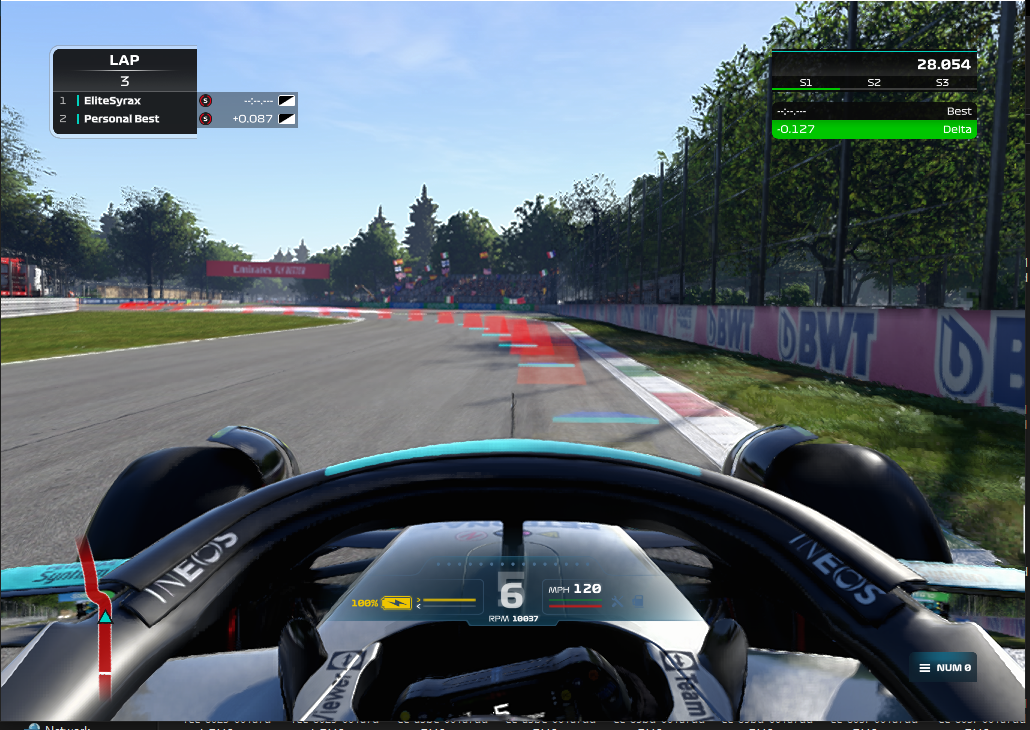 LAP
3
1 EliteSyrax S --:--.---
2 Personal Best S +0.087
28.054
S1 S2 S3
--:--.--- Best
-0.127 Delta
Emirates
BWT BWT
INEOS INEOS
100% 6 MPH 120
RPM 10037
NUM 0
Network